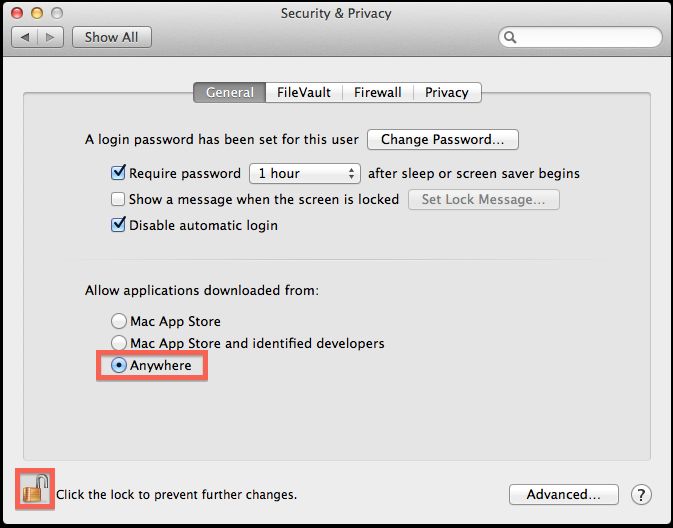 Security & Privacy
Show All
General FileVault Firewall Privacy
A login password has been set for this user Change Password...
Require password 1 hour after sleep or screen saver begins
Show a message when the screen is locked Set Lock Message...
Disable automatic login
Allow applications downloaded from:
Mac App Store
Mac App Store and identified developers
Anywhere
Click the lock to prevent further changes. Advanced... ?